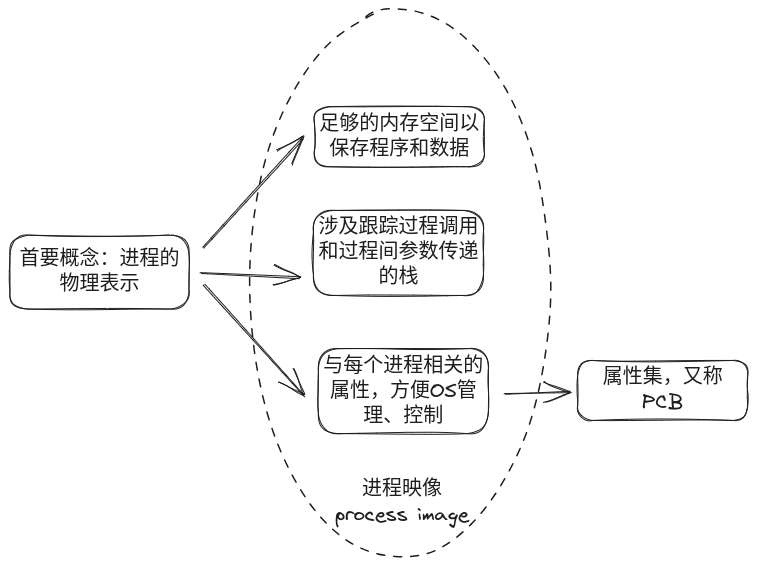 足够的内存空间以
保存程序和数据
涉及跟踪过程调用
和过程间参数传递
的栈
首要概念：进程的
物理表示
与每个进程相关的
属性，方便OS管
理、控制
属性集，又称
PCB
进程映像
process image